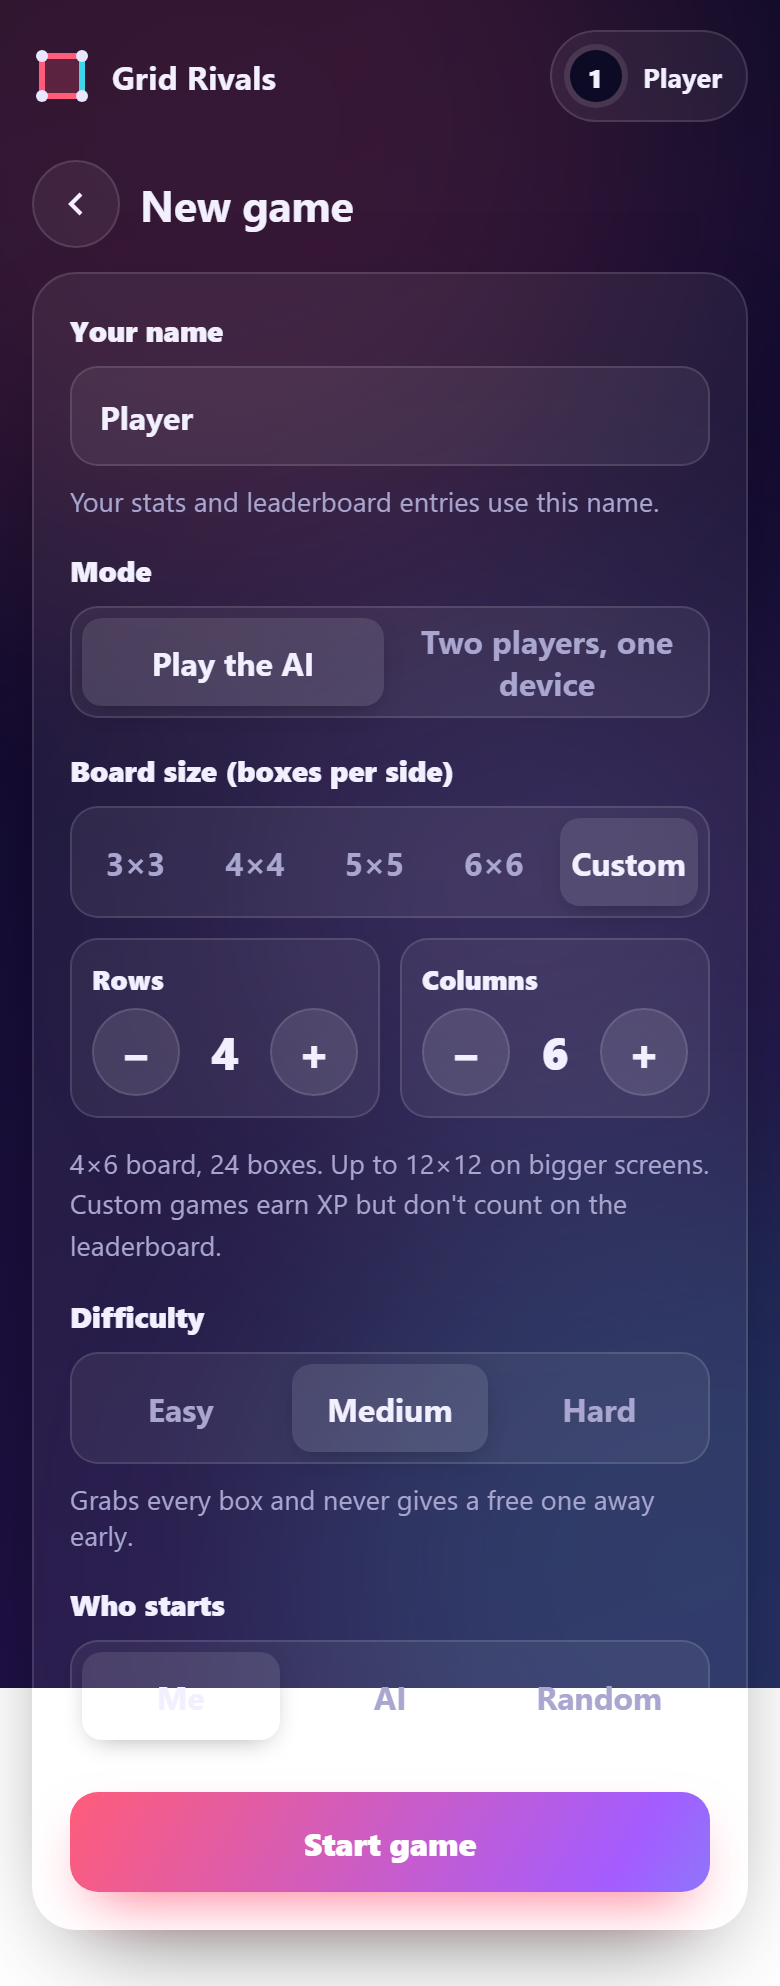 Grid Rivals
1 Player
New game
Your name
Player
Your stats and leaderboard entries use this name.
Mode
Play the AI
Two players, one
device
Board size (boxes per side)
3×3 4×4 5×5 6×6 Custom
Rows
− 4 +
Columns
− 6 +
4×6 board, 24 boxes. Up to 12×12 on bigger screens.
Custom games earn XP but don't count on the
leaderboard.
Difficulty
Easy Medium Hard
Grabs every box and never gives a free one away
early.
Who starts
Me AI Random
Start game